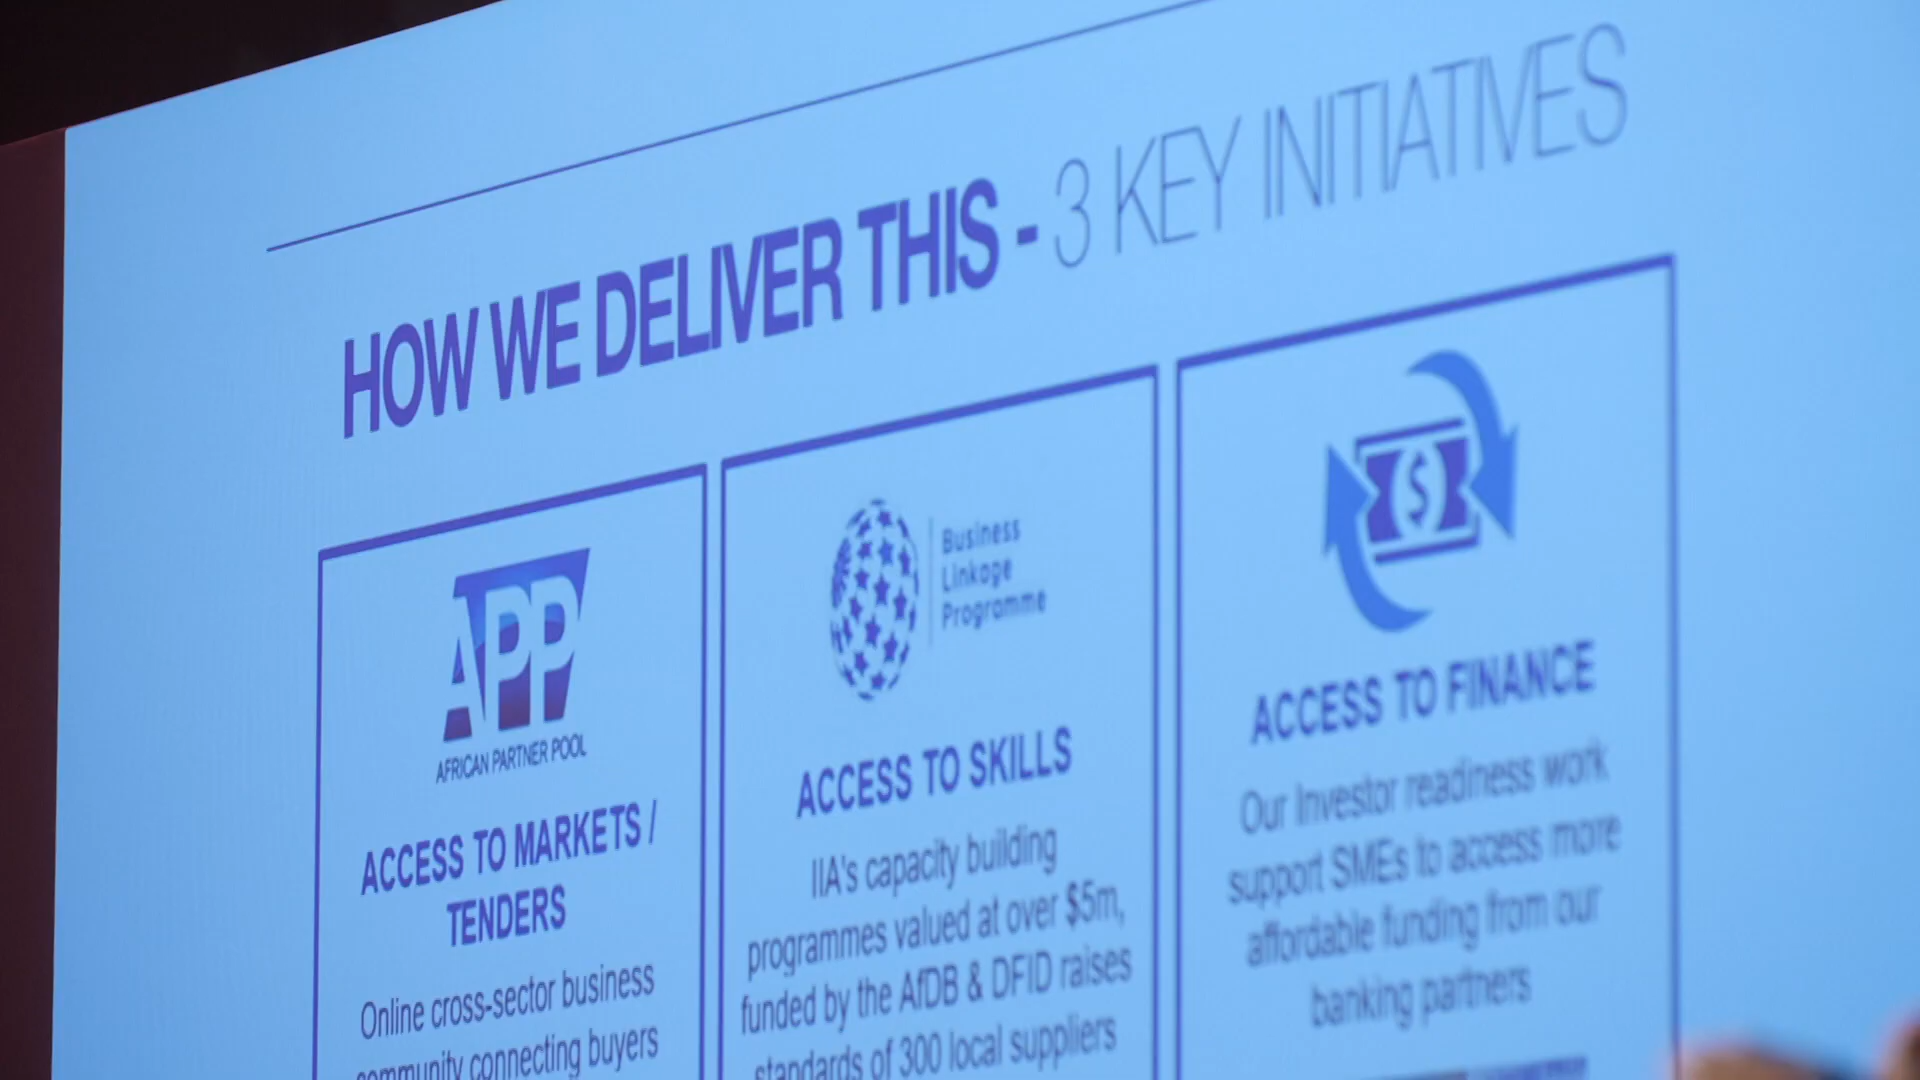 HOW WE DELIVER THIS - 3 KEY INITIATIVES
APP
AFRICAN PARTNER POOL
ACCESS TO MARKETS /
TENDERS
Online cross-sector business
community connecting buyers
Business
Linkage
Programme
ACCESS TO SKILLS
IIA's capacity building
programmes valued at over $5m,
funded by the AfDB & DFID raises
standards of 300 local suppliers
$
ACCESS TO FINANCE
Our Investor readiness work
support SMEs to access more
affordable funding from our
banking partners